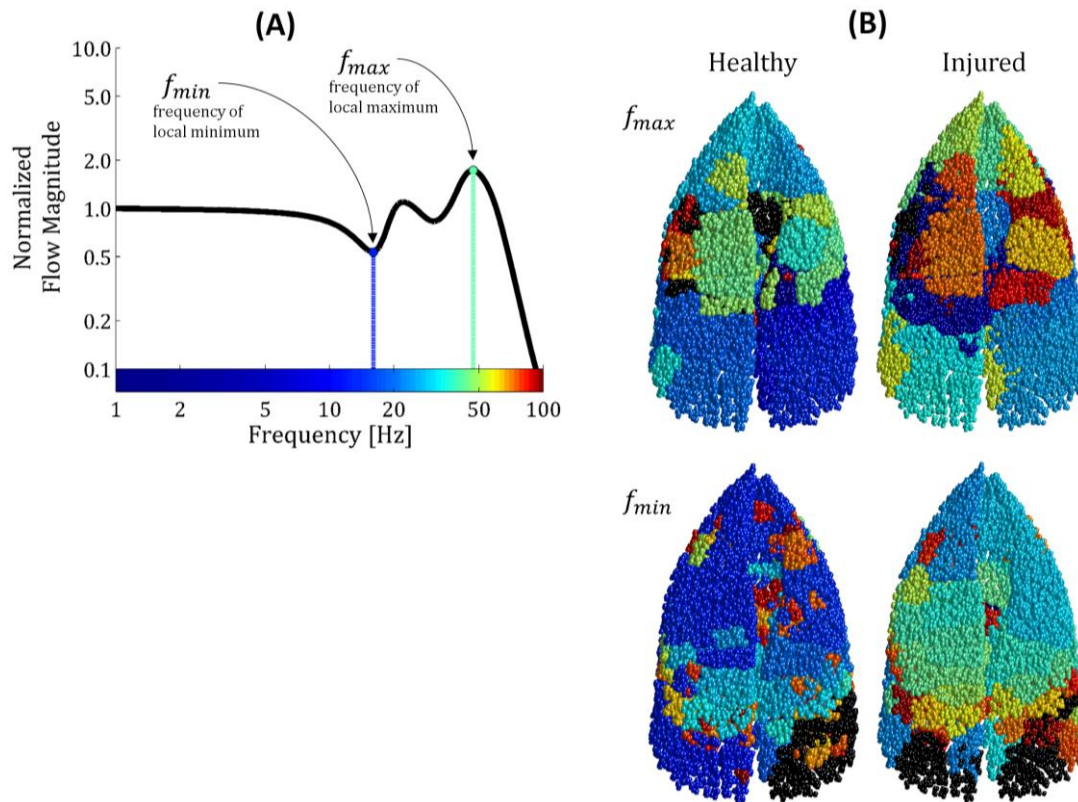 (A)
10.0
5.0
2.0
1.0
0.5
0.2
0.1
Normalized
Flow Magnitude
f_min
frequency of
local minimum
f_max
frequency of
local maximum
1 2 5 10 20 50 100
Frequency [Hz]
(B)
Healthy Injured
f_max
f_min